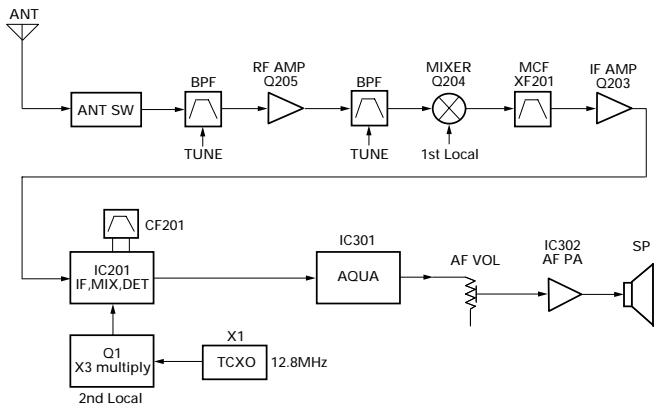 ANT
ANT SW
BPF
TUNE
RF AMP
Q205
BPF
TUNE
MIXER
Q204
1st Local
MCF
XF201
IF AMP
Q203
CF201
IC201
IF,MIX,DET
IC301
AQUA
AF VOL
IC302
AF PA
SP
Q1
X3 multiply
2nd Local
X1
TCXO
12.8MHz